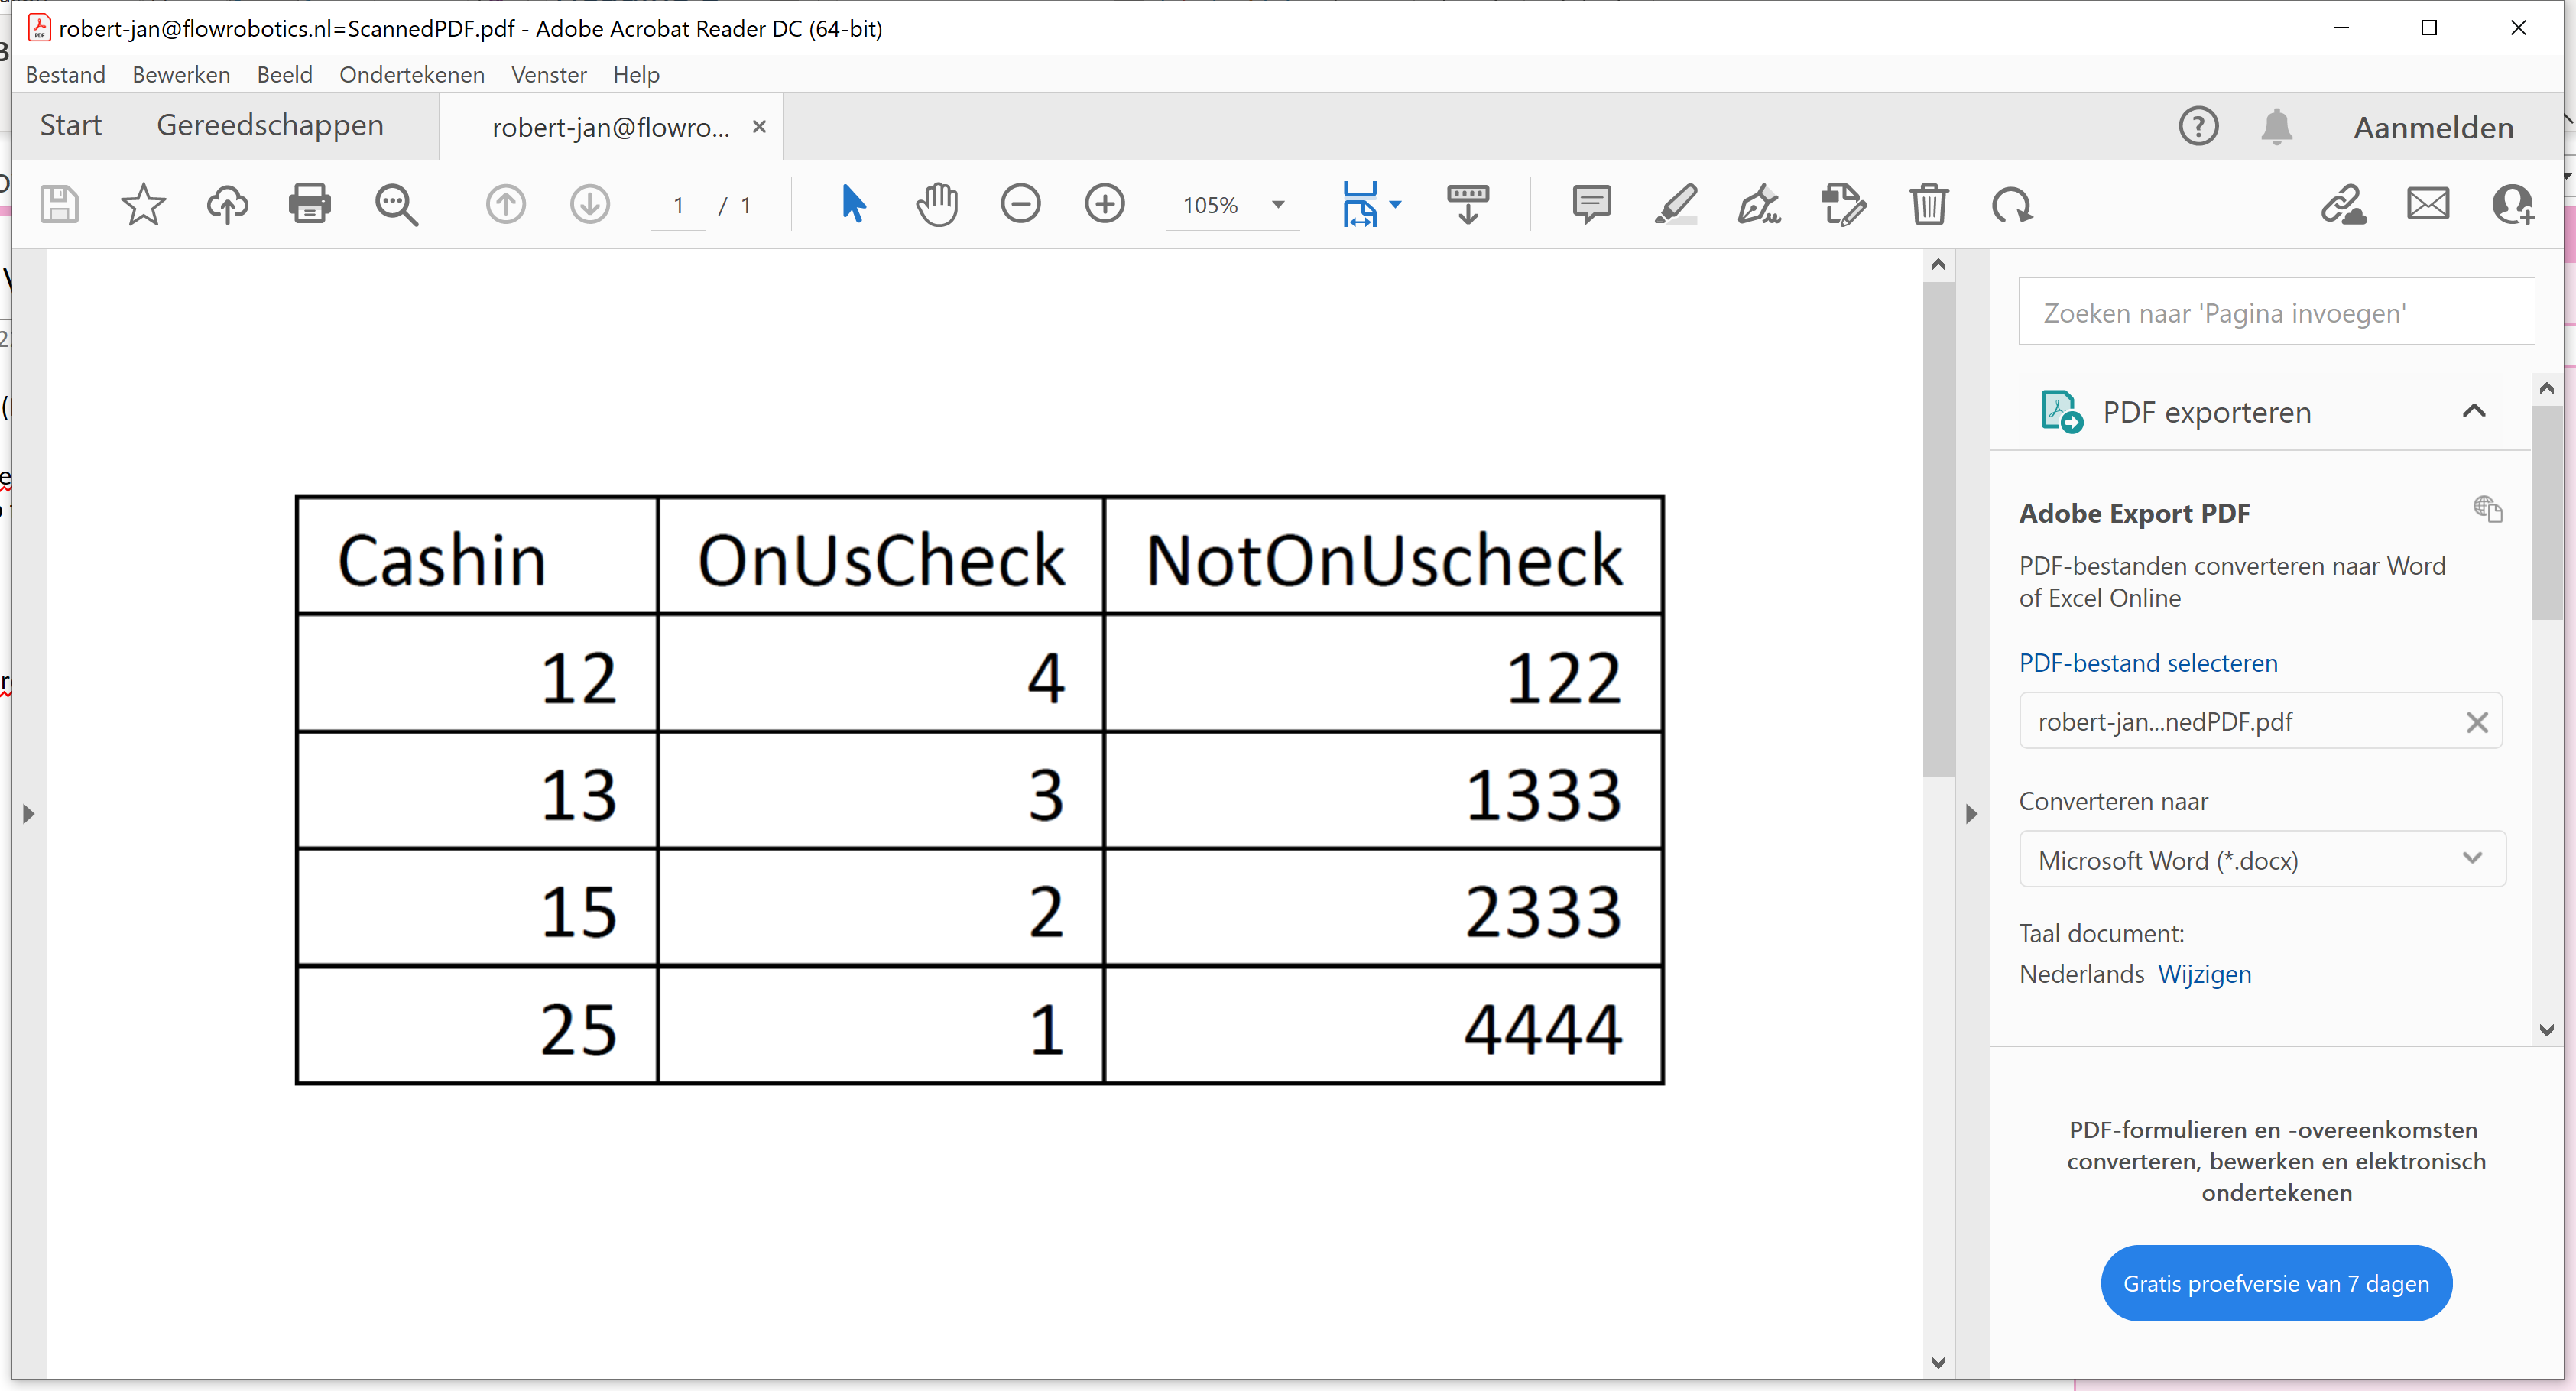 robert-jan@flowrobotics.nl=ScannedPDF.pdf - Adobe Acrobat Reader DC (64-bit)
Bestand Bewerken Beeld Ondertekenen Venster Help
Start Gereedschappen robert-jan@flowro... Aanmelden
1 / 1 105%
Cashin OnUsCheck NotOnUscheck
12 4 122
13 3 1333
15 2 2333
25 1 4444
Zoeken naar 'Pagina invoegen'
PDF exporteren
Adobe Export PDF
PDF-bestanden converteren naar Word
of Excel Online
PDF-bestand selecteren
robert-jan...nedPDF.pdf
Converteren naar
Microsoft Word (*.docx)
Taal document:
Nederlands Wijzigen
PDF-formulieren en -overeenkomsten
converteren, bewerken en elektronisch
ondertekenen
Gratis proefversie van 7 dagen